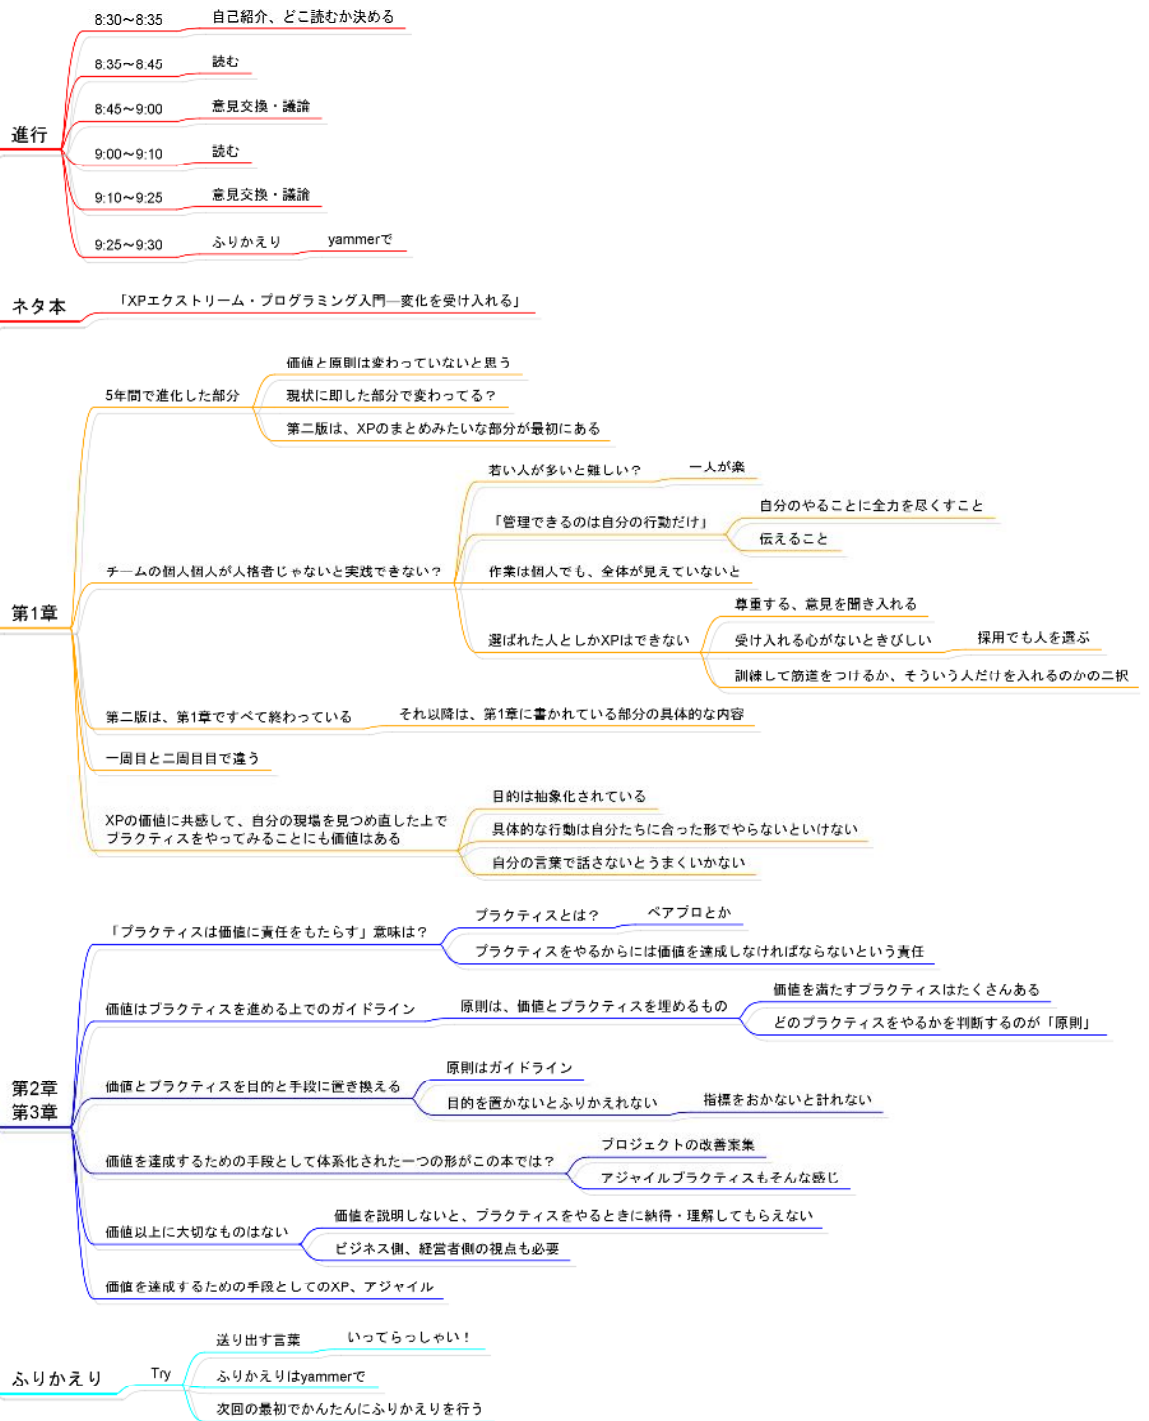 進行
8:30～8:35
自己紹介、どこ読むか決める
8:35～8:45
読む
8:45～9:00
意見交換・議論
9:00～9:10
読む
9:10～9:25
意見交換・議論
9:25～9:30
ふりかえり
yammerで
ネタ本
「XPエクストリーム・プログラミング入門―変化を受け入れる」
第1章
5年間で進化した部分
価値と原則は変わっていないと思う
現状に即した部分で変わってる？
第二版は、XPのまとめみたいな部分が最初にある
チームの個人個人が人格者じゃないと実践できない？
若い人が多いと難しい？
一人が楽
「管理できるのは自分の行動だけ」
自分のやることに全力を尽くすこと
伝えること
作業は個人でも、全体が見えていないと
選ばれた人としかXPはできない
尊重する、意見を聞き入れる
受け入れる心がないときびしい
採用でも人を選ぶ
訓練して筋道をつけるか、そういう人だけを入れるのかの二択
第二版は、第1章ですべて終わっている
それ以降は、第1章に書かれている部分の具体的な内容
一周目と二周目目で違う
XPの価値に共感して、自分の現場を見つめ直した上で
プラクティスをやってみることにも価値はある
目的は抽象化されている
具体的な行動は自分たちに合った形でやらないといけない
自分の言葉で話さないとうまくいかない
第2章
第3章
「プラクティスは価値に責任をもたらす」意味は？
プラクティスとは？
ペアプロとか
プラクティスをやるからには価値を達成しなければならないという責任
価値はプラクティスを進める上でのガイドライン
原則は、価値とプラクティスを埋めるもの
価値を満たすプラクティスはたくさんある
どのプラクティスをやるかを判断するのが「原則」
価値とプラクティスを目的と手段に置き換える
原則はガイドライン
目的を置かないとふりかえれない
指標をおかないと計れない
価値を達成するための手段として体系化された一つの形がこの本では？
プロジェクトの改善案集
アジャイルプラクティスもそんな感じ
価値以上に大切なものはない
価値を説明しないと、プラクティスをやるときに納得・理解してもらえない
ビジネス側、経営者側の視点も必要
価値を達成するための手段としてのXP、アジャイル
ふりかえり
Try
送り出す言葉
いってらっしゃい！
ふりかえりはyammerで
次回の最初でかんたんにふりかえりを行う